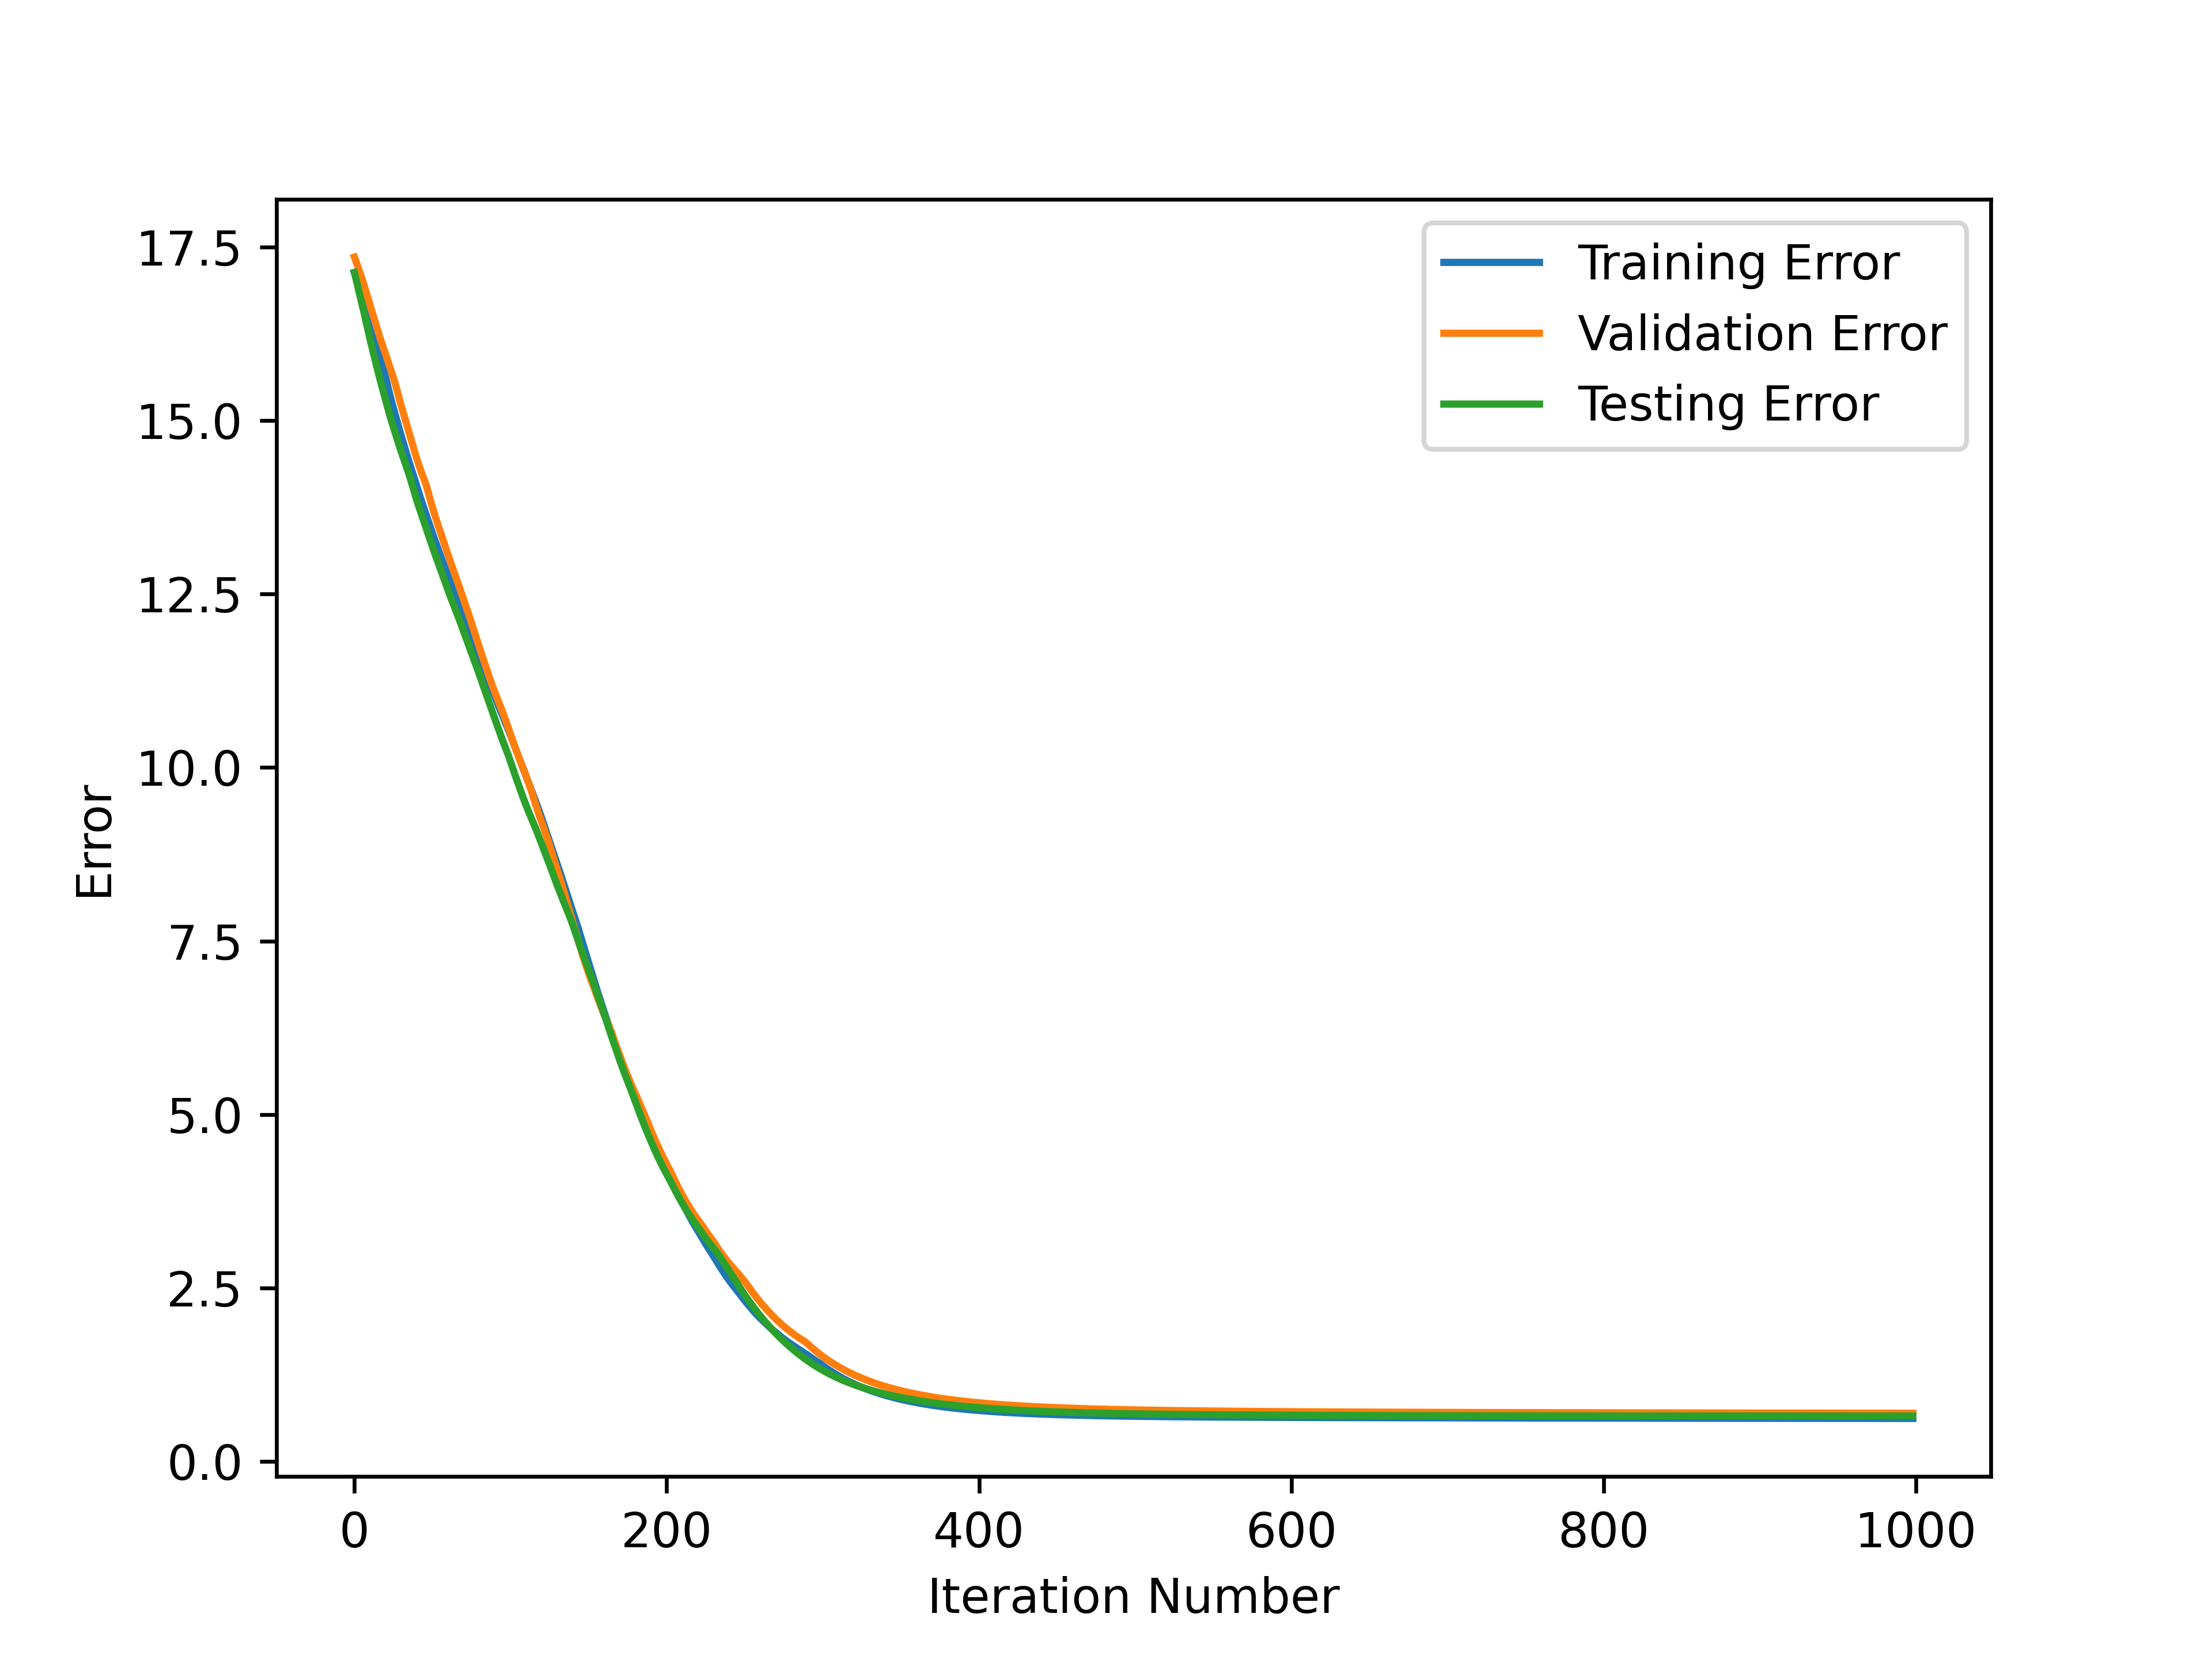 Training Error
Validation Error
Testing Error
17.5
15.0
12.5
10.0
7.5
5.0
2.5
0.0
Error
0 200 400 600 800 1000
Iteration Number